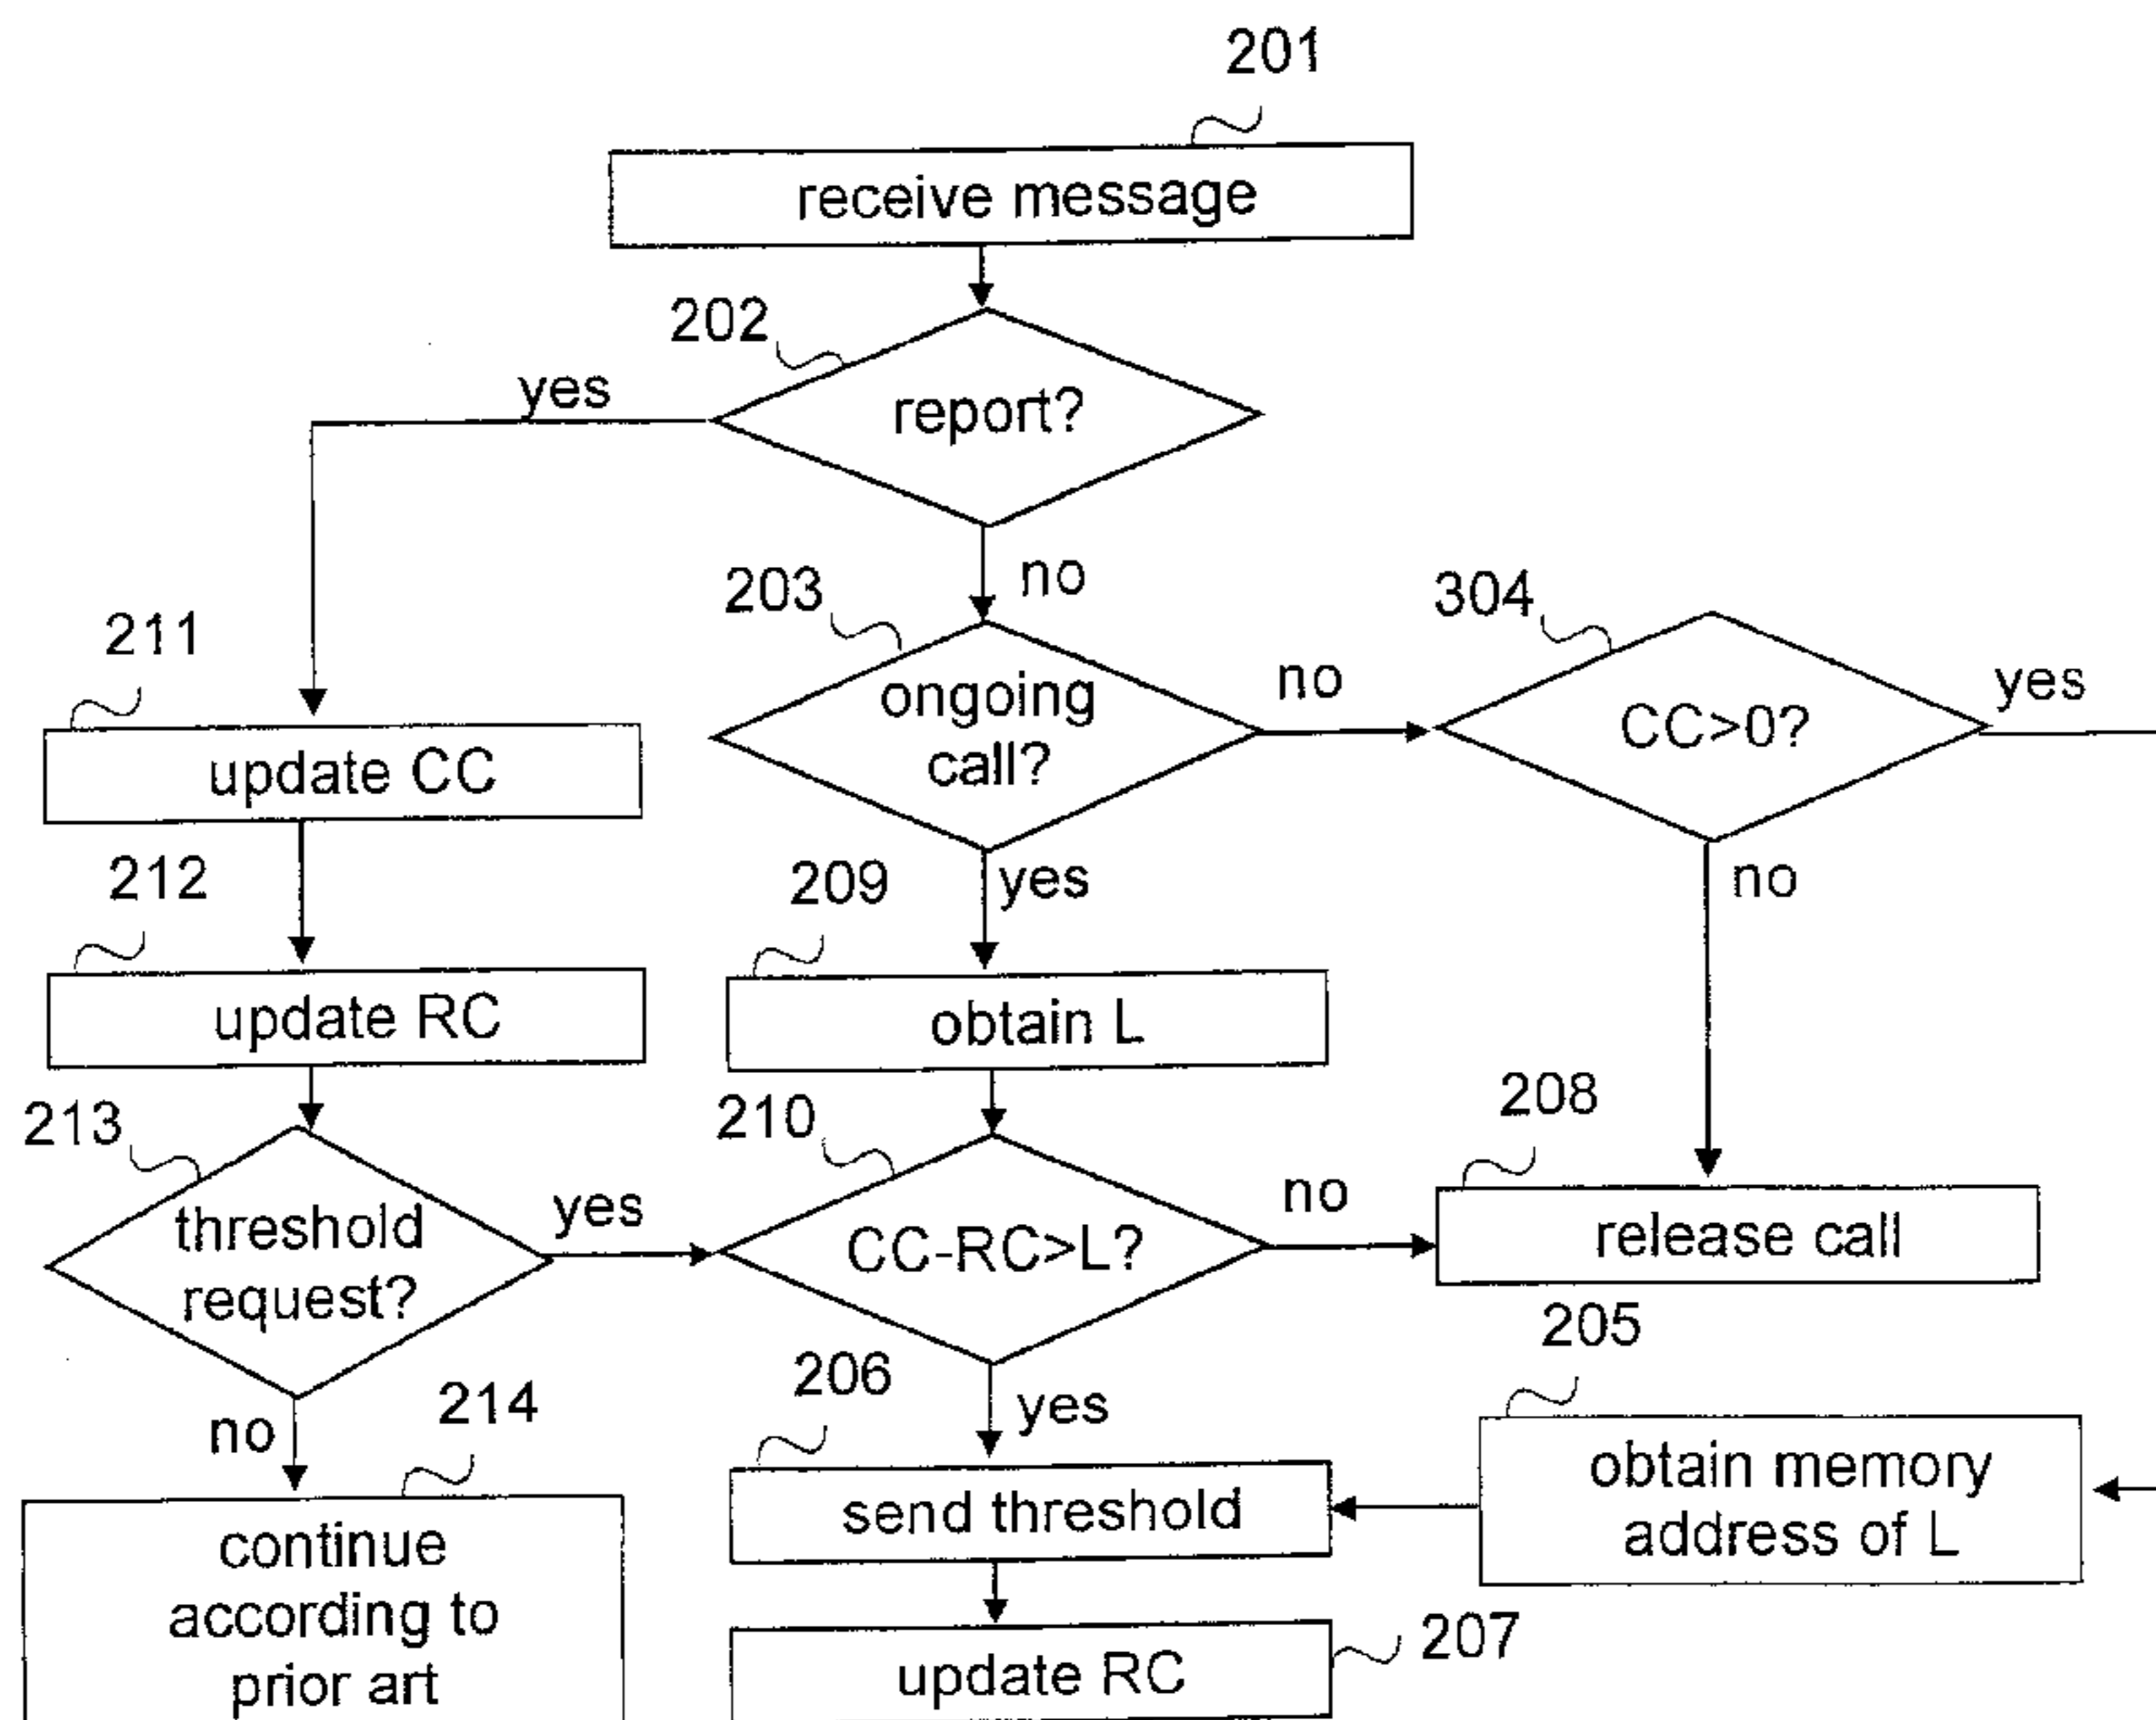 201
receive message
202
yes
report?
no
203
304
211
ongoing
call?
no
CC>0?
yes
update CC
212
209
yes
no
update RC
obtain L
213
210
208
threshold
request?
yes
CC-RC>L?
no
release call
205
no
214
206
yes
obtain memory
address of L
send threshold
continue
according to
prior art
update RC
207